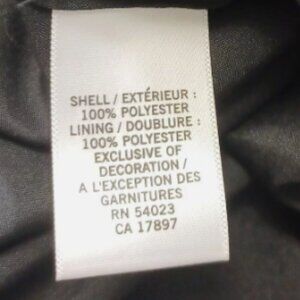 SHELL / EXTÉRIEUR :
100% POLYESTER
LINING / DOUBLURE :
100% POLYESTER
EXCLUSIVE OF
DECORATION /
A L'EXCEPTION DES
GARNITURES
RN 54023
CA 17897